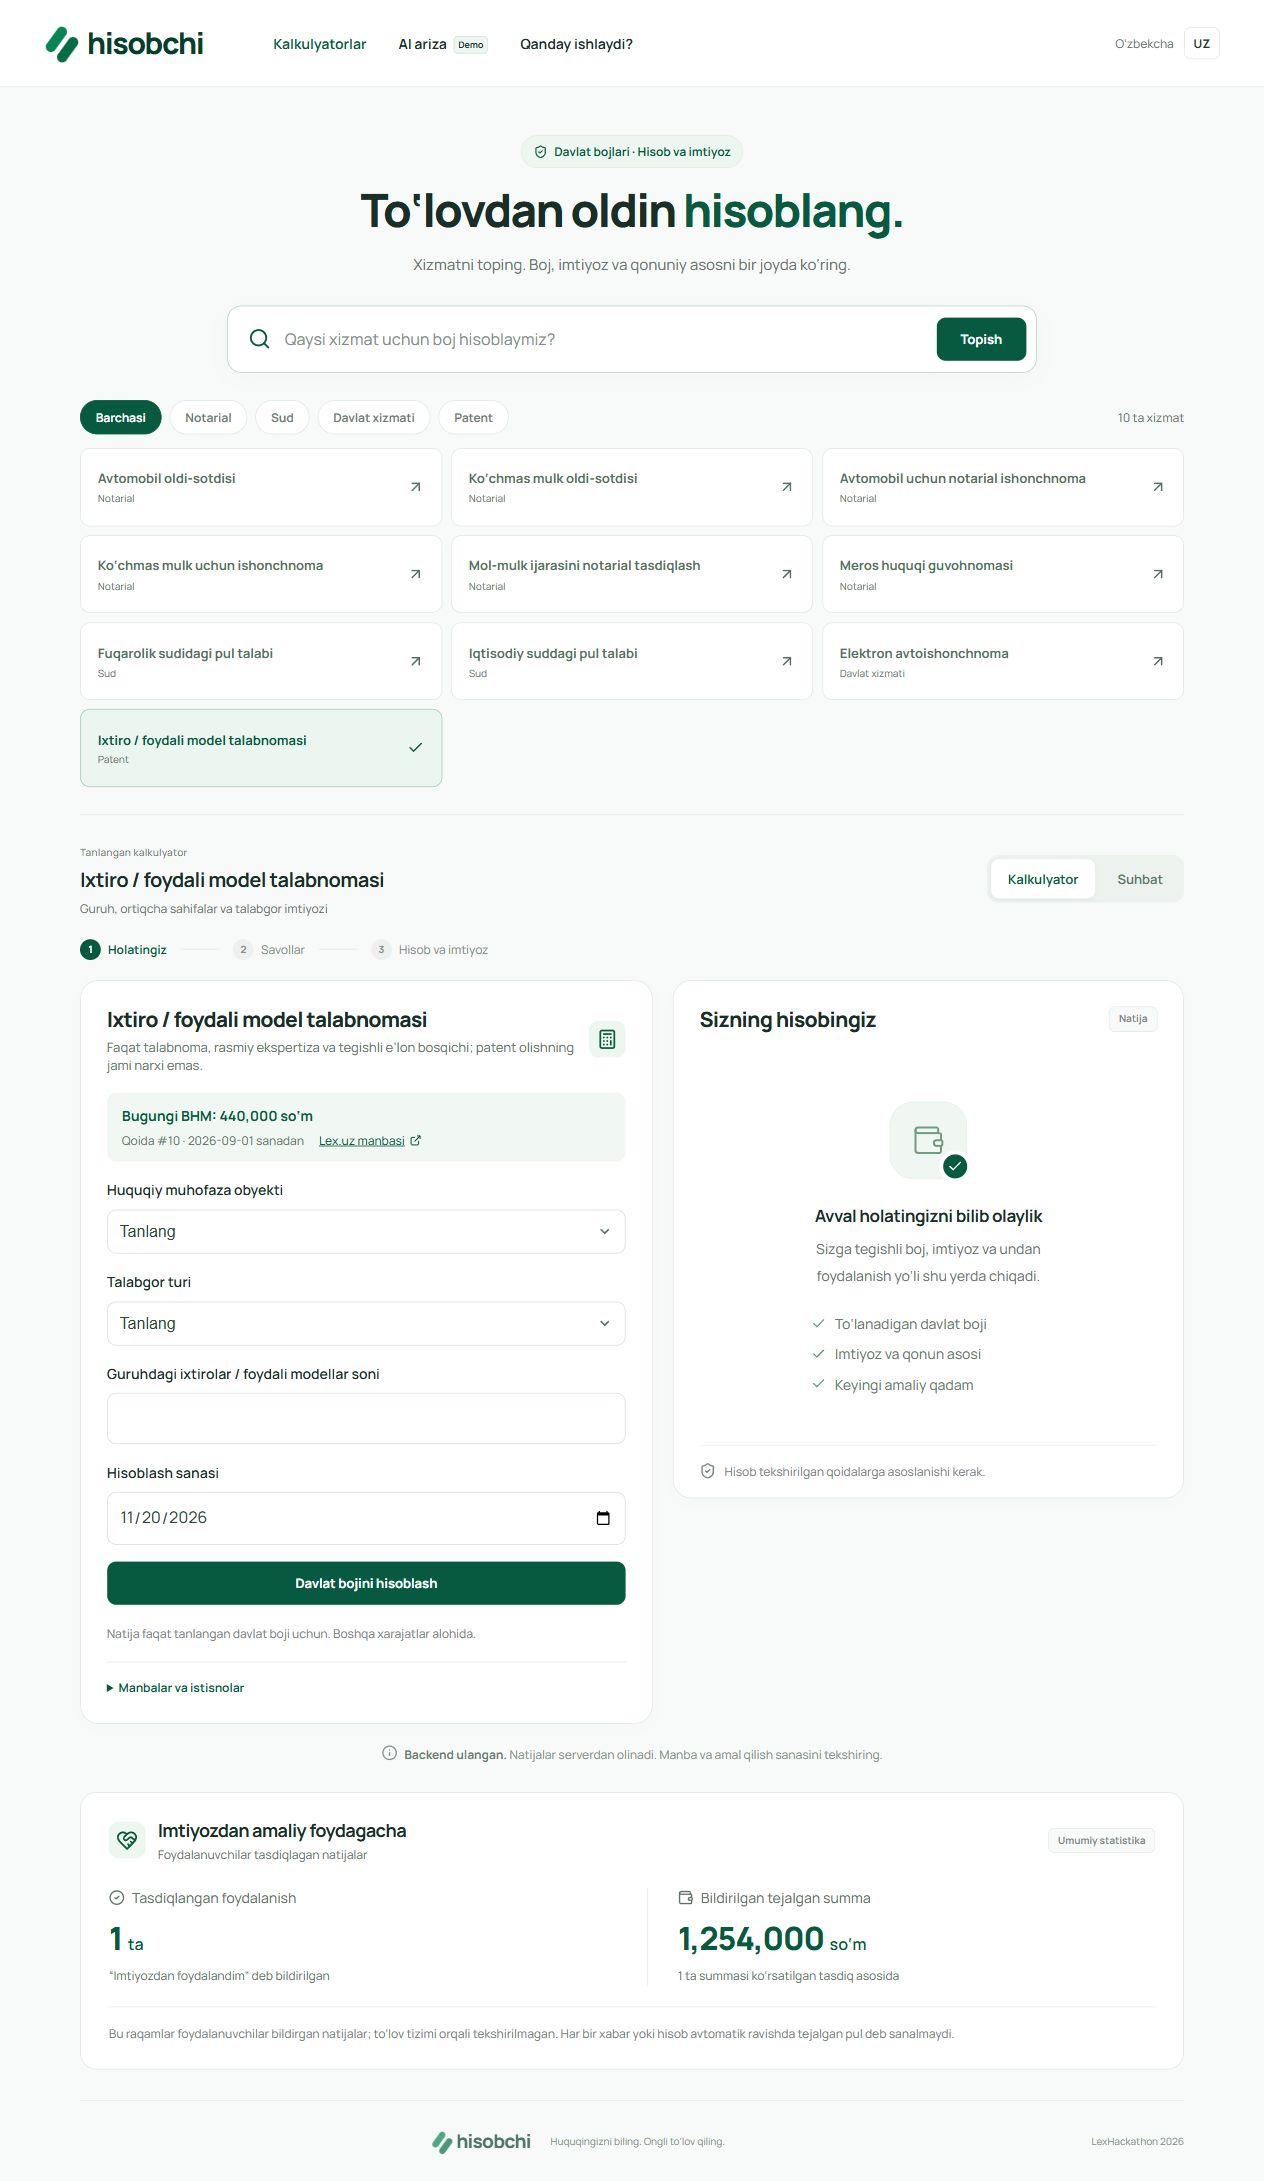 hisobchi
Kalkulyatorlar
AI ariza Demo
Qanday ishlaydi?
O‘zbekcha UZ
Davlat bojlari · Hisob va imtiyoz
To‘lovdan oldin hisoblang.
Xizmatni toping. Boj, imtiyoz va qonuniy asosni bir joyda ko‘ring.
Qaysi xizmat uchun boj hisoblaymiz?
Topish
Barchasi
Notarial
Sud
Davlat xizmati
Patent
10 ta xizmat
Avtomobil oldi-sotdisi
Notarial
Ko‘chmas mulk oldi-sotdisi
Notarial
Avtomobil uchun notarial ishonchnoma
Notarial
Ko‘chmas mulk uchun ishonchnoma
Notarial
Mol-mulk ijarasini notarial tasdiqlash
Notarial
Meros huquqi guvohnomasi
Notarial
Fuqarolik sudidagi pul talabi
Sud
Iqtisodiy suddagi pul talabi
Sud
Elektron avtoishonchnoma
Davlat xizmati
Ixtiro / foydali model talabnomasi
Patent
Tanlangan kalkulyator
Ixtiro / foydali model talabnomasi
Guruh, ortiqcha sahifalar va talabgor imtiyozi
Kalkulyator
Suhbat
1 Holatingiz
2 Savollar
3 Hisob va imtiyoz
Ixtiro / foydali model talabnomasi
Faqat talabnoma, rasmiy ekspertiza va tegishli e’lon bosqichi; patent olishning
jami narxi emas.
Bugungi BHM: 440,000 so‘m
Qoida #10 · 2026-09-01 sanadan Lex.uz manbasi
Huquqiy muhofaza obyekti
Tanlang
Talabgor turi
Tanlang
Guruhdagi ixtirolar / foydali modellar soni
Hisoblash sanasi
11/20/2026
Davlat bojini hisoblash
Natija faqat tanlangan davlat boji uchun. Boshqa xarajatlar alohida.
Manbalar va istisnolar
Sizning hisobingiz
Natija
Avval holatingizni bilib olaylik
Sizga tegishli boj, imtiyoz va undan
foydalanish yo‘li shu yerda chiqadi.
To‘lanadigan davlat boji
Imtiyoz va qonun asosi
Keyingi amaliy qadam
Hisob tekshirilgan qoidalarga asoslanishi kerak.
Backend ulangan. Natijalar serverdan olinadi. Manba va amal qilish sanasini tekshiring.
Imtiyozdan amaliy foydagacha
Foydalanuvchilar tasdiqlagan natijalar
Umumiy statistika
Tasdiqlangan foydalanish
1 ta
“Imtiyozdan foydalandim” deb bildirilgan
Bildirilgan tejalgan summa
1,254,000 so‘m
1 ta summasi ko‘rsatilgan tasdiq asosida
Bu raqamlar foydalanuvchilar bildirgan natijalar; to‘lov tizimi orqali tekshirilmagan. Har bir xabar yoki hisob avtomatik ravishda tejalgan pul deb sanalmaydi.
hisobchi
Huquqingizni biling. Ongli to‘lov qiling.
LexHackathon 2026